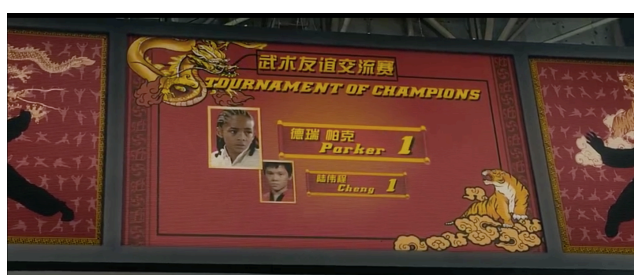 武术友谊交流赛
TOURNAMENT OF CHAMPIONS
德瑞 帕克
Parker 1
陆伟程
Cheng 1